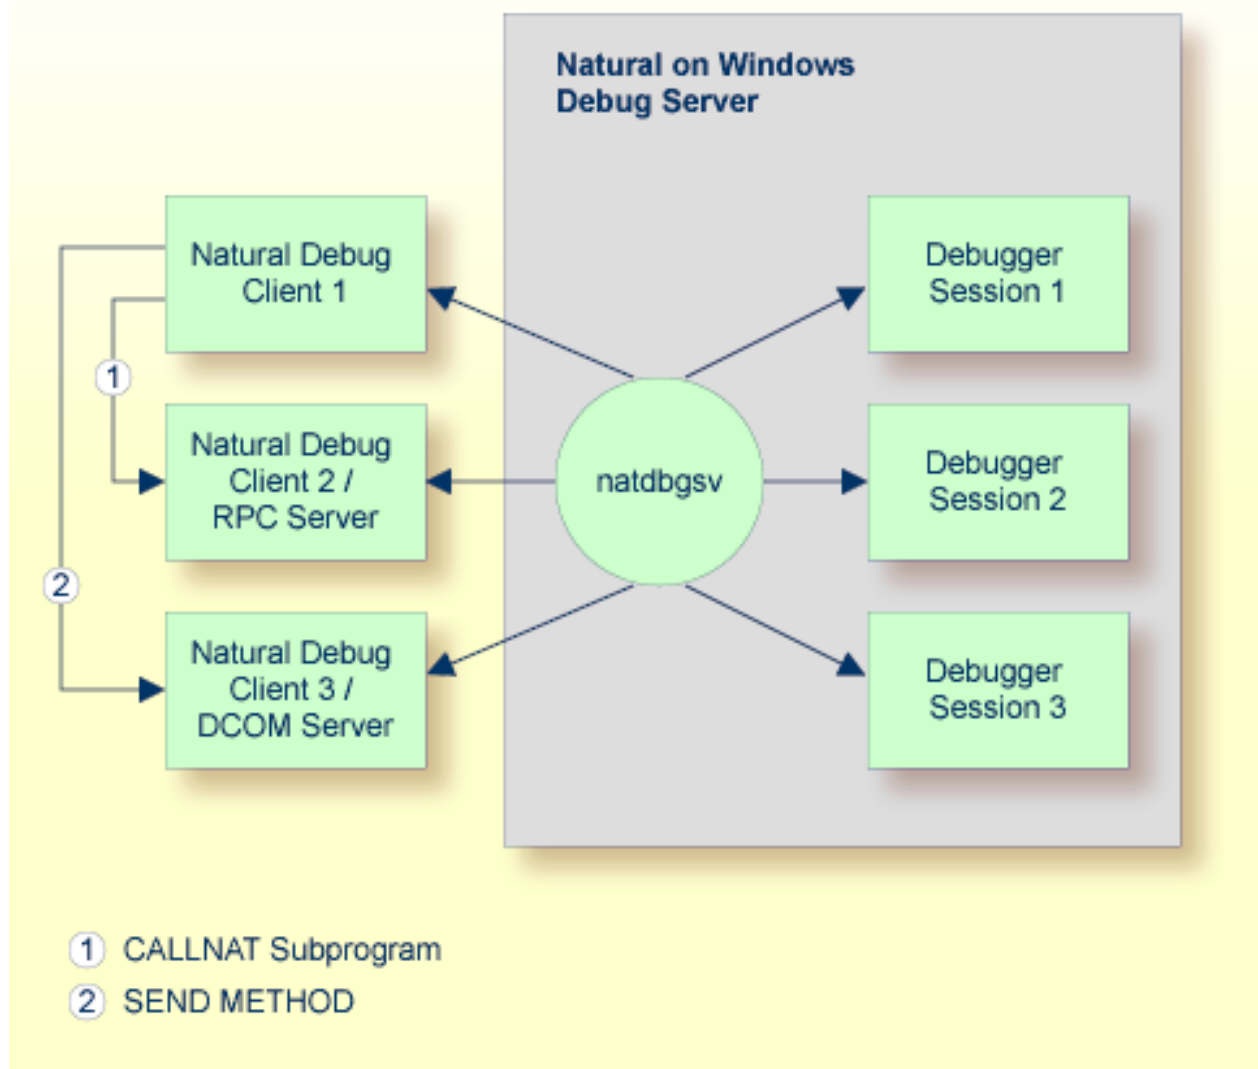 Natural on Windows
Debug Server
Natural Debug
Client 1
Debugger
Session 1
1
Natural Debug
Client 2 /
RPC Server
natdbgsv
Debugger
Session 2
2
Natural Debug
Client 3 /
DCOM Server
Debugger
Session 3
1 CALLNAT Subprogram
2 SEND METHOD